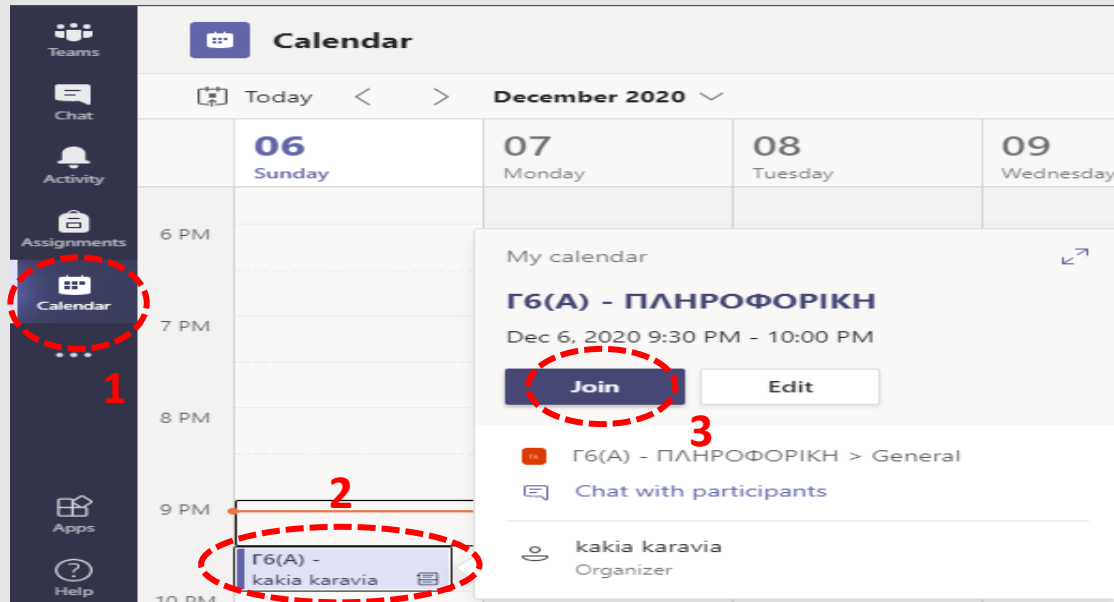 Teams
Chat
Activity
Assignments
Calendar
1
Apps
Help
Calendar
Today
December 2020
06
Sunday
07
Monday
08
Tuesday
09
Wednesday
6 PM
7 PM
8 PM
9 PM
10 PM
2
Γ6(Α) -
kakia karavia
My calendar
Γ6(Α) - ΠΛΗΡΟΦΟΡΙΚΗ
Dec 6, 2020 9:30 PM - 10:00 PM
Join
Edit
3
Γ6(Α) - ΠΛΗΡΟΦΟΡΙΚΗ > General
Chat with participants
kakia karavia
Organizer